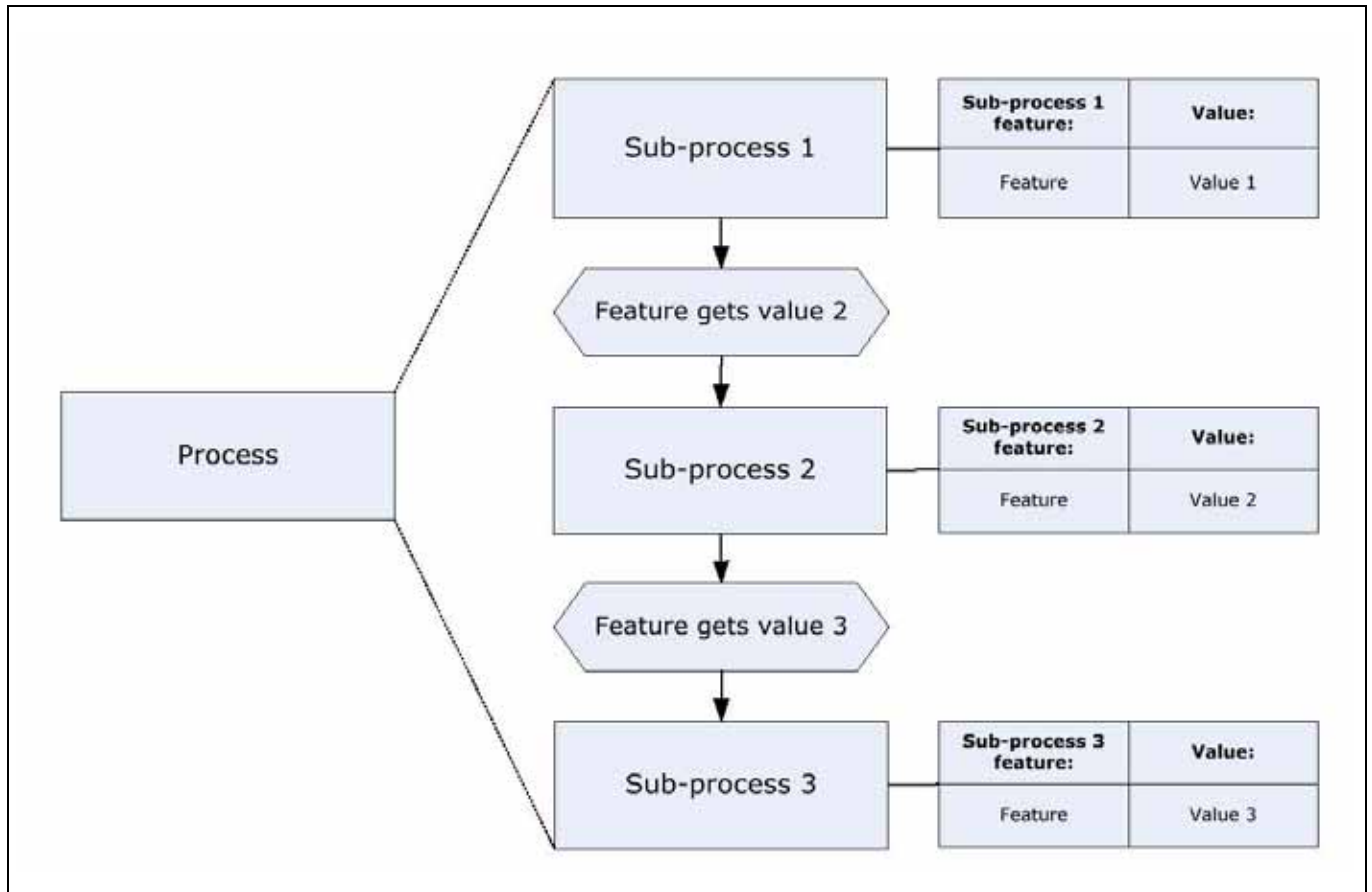 Sub-process 1
Sub-process 1
feature:
Value:
Feature
Value 1
Feature gets value 2
Process
Sub-process 2
Sub-process 2
feature:
Value:
Feature
Value 2
Feature gets value 3
Sub-process 3
Sub-process 3
feature:
Value:
Feature
Value 3